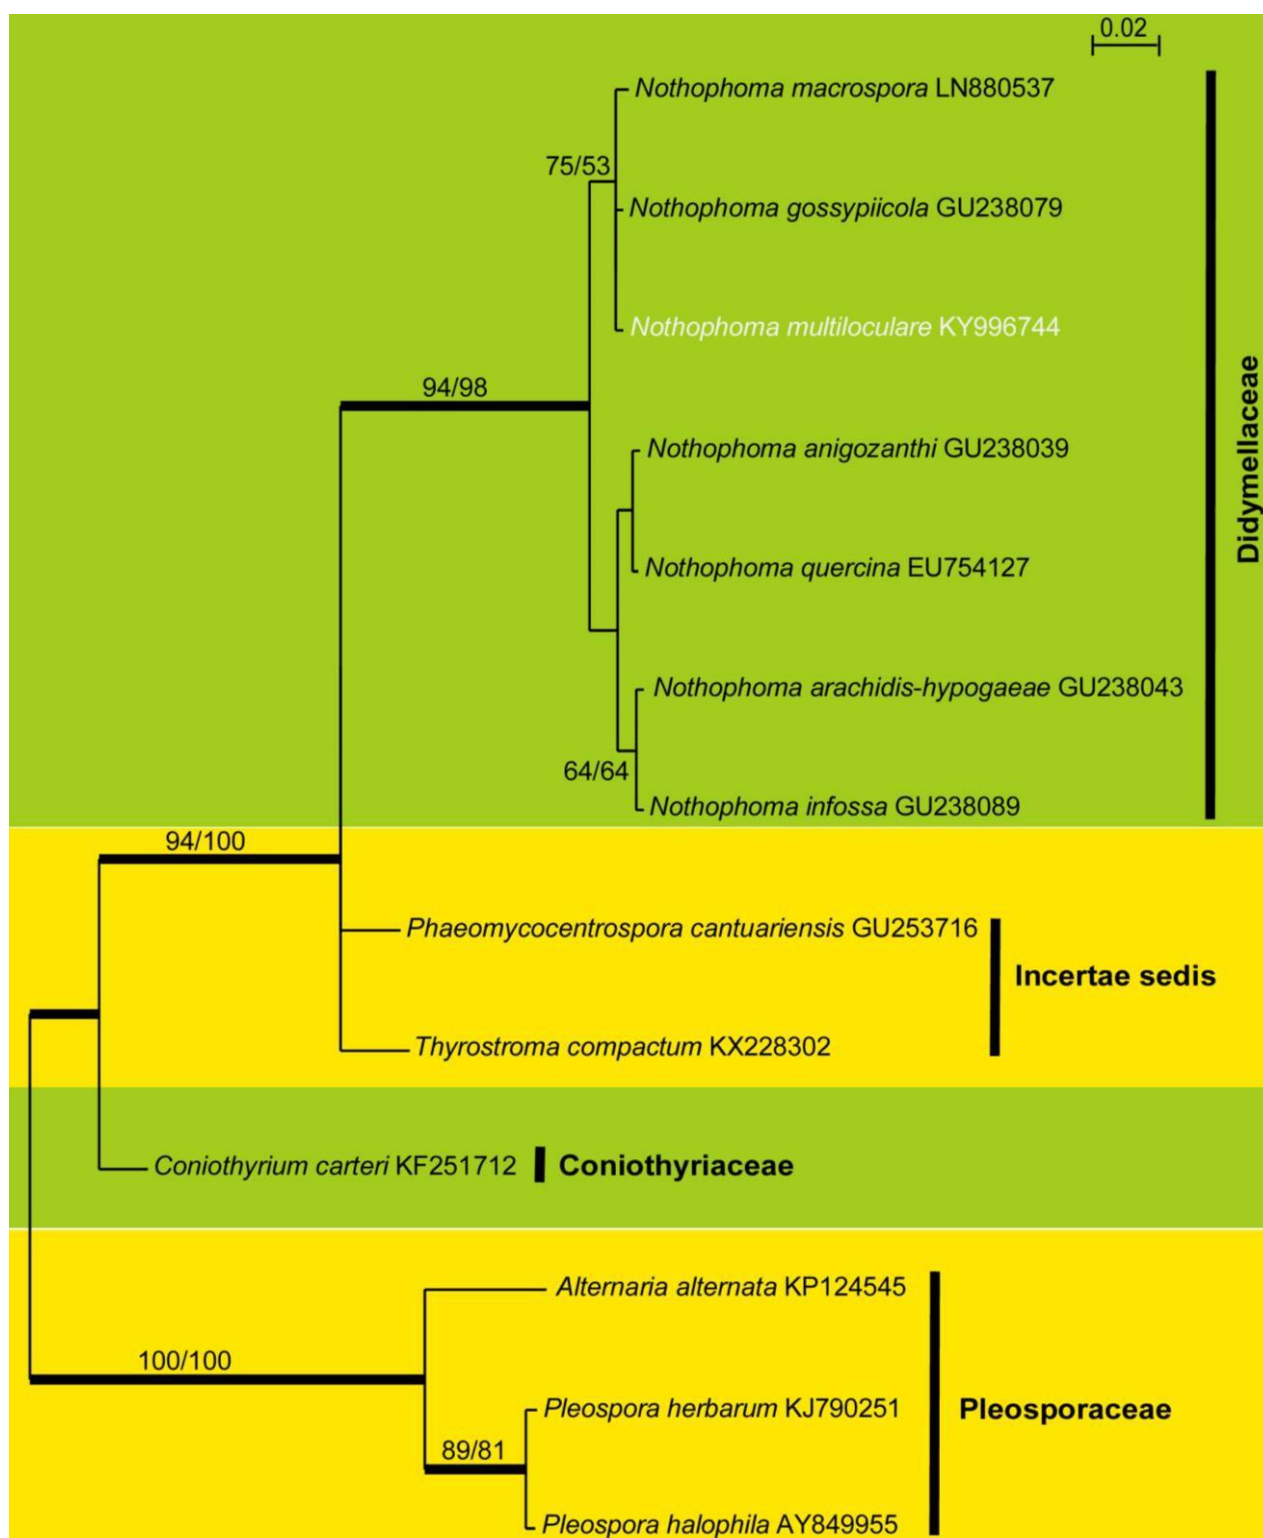 0.02
Nothophoma macrospora LN880537
75/53
Nothophoma gossypiicola GU238079
Nothophoma multiloculare KY996744
94/98
Nothophoma anigozanthi GU238039
Didymellaceae
Nothophoma quercina EU754127
Nothophoma arachidis-hypogaeae GU238043
64/64
Nothophoma infossa GU238089
94/100
Phaeomycocentrospora cantuariensis GU253716
Incertae sedis
Thyrostroma compactum KX228302
Coniothyrium carteri KF251712
Coniothyriaceae
Alternaria alternata KP124545
100/100
Pleospora herbarum KJ790251
Pleosporaceae
89/81
Pleospora halophila AY849955